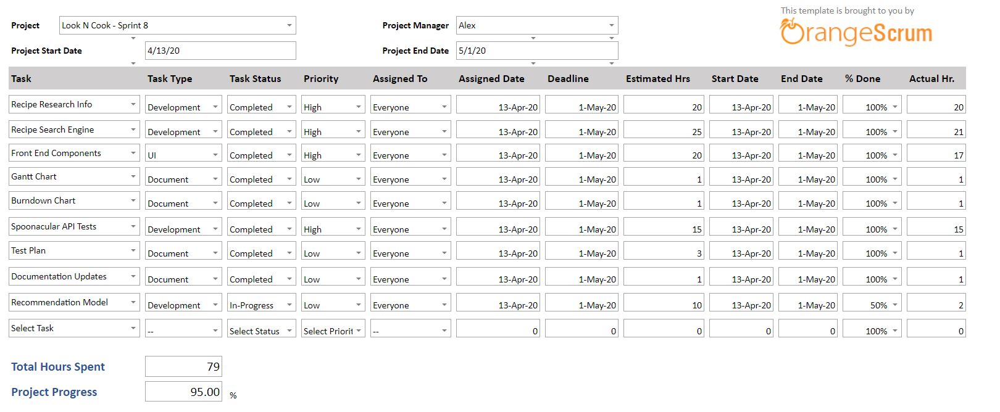 This template is brought to you by
OrangeScrum
Project Look N Cook - Sprint 8 Project Manager Alex
Project Start Date 4/13/20 Project End Date 5/1/20
Task Task Type Task Status Priority Assigned To Assigned Date Deadline Estimated Hrs Start Date End Date % Done Actual Hr.
Recipe Research Info Development Completed High Everyone 13-Apr-20 1-May-20 20 13-Apr-20 1-May-20 100% 20
Recipe Search Engine Development Completed High Everyone 13-Apr-20 1-May-20 25 13-Apr-20 1-May-20 100% 21
Front End Components UI Completed High Everyone 13-Apr-20 1-May-20 20 13-Apr-20 1-May-20 100% 17
Gantt Chart Document Completed Low Everyone 13-Apr-20 1-May-20 1 13-Apr-20 1-May-20 100% 1
Burndown Chart Document Completed Low Everyone 13-Apr-20 1-May-20 1 13-Apr-20 1-May-20 100% 1
Spoonacular API Tests Development Completed High Everyone 13-Apr-20 1-May-20 15 13-Apr-20 1-May-20 100% 15
Test Plan Document Completed Low Everyone 13-Apr-20 1-May-20 3 13-Apr-20 1-May-20 100% 1
Documentation Updates Document Completed Low Everyone 13-Apr-20 1-May-20 1 13-Apr-20 1-May-20 100% 1
Recommendation Model Development In-Progress Low Everyone 13-Apr-20 1-May-20 10 13-Apr-20 1-May-20 50% 2
Select Task -- Select Status Select Priorit -- 0 0 0 0 0 100% 0
Total Hours Spent 79
Project Progress 95.00 %